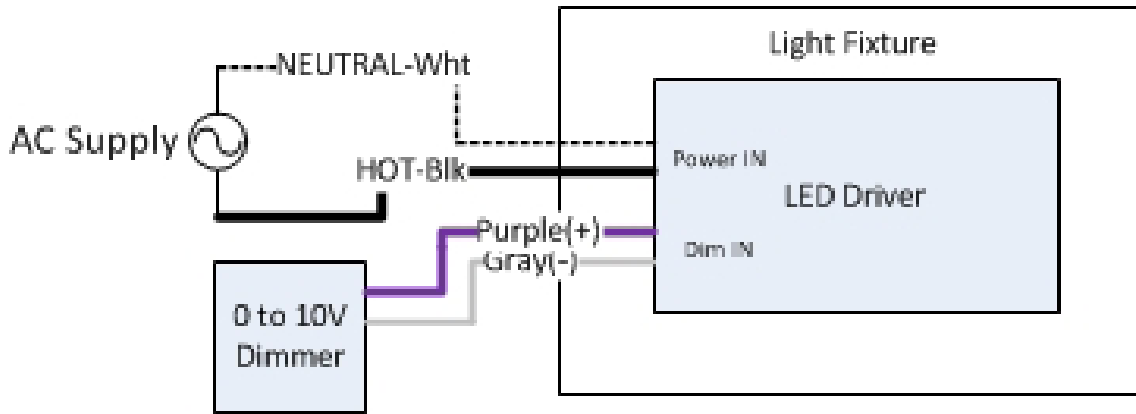 Light Fixture
NEUTRAL-Wht
AC Supply
HOT-Blk
Power IN
LED Driver
Purple(+)
Gray(-)
Dim IN
0 to 10V
Dimmer